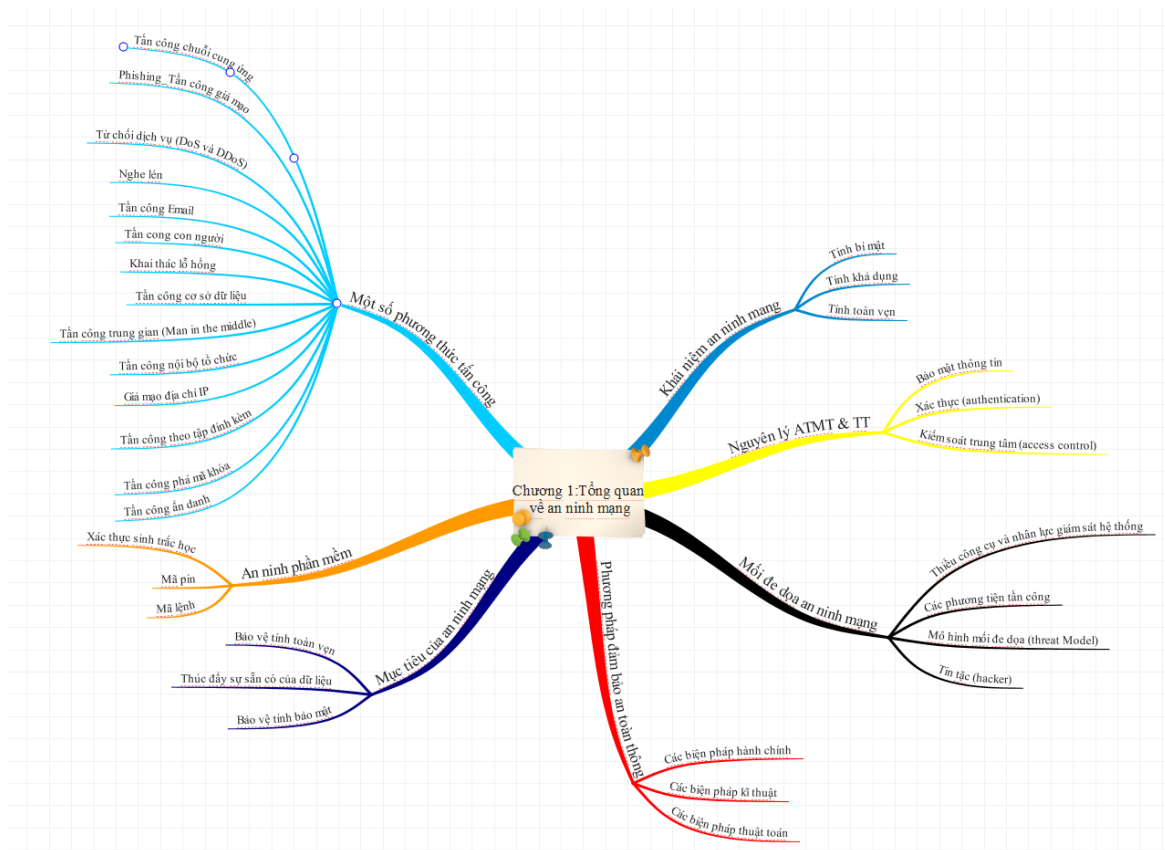 Tấn công chuỗi cung ứng
Phishing_Tấn công giả mạo
Từ chối dịch vụ (DoS và DDoS)
Nghe lén
Tấn công Email
Tấn cong con người
Khai thác lỗ hổng
Tấn công cơ sở dữ liệu
Tấn công trung gian (Man in the middle)
Tấn công nội bộ tổ chức
Giả mạo địa chỉ IP
Tấn công theo tập đính kèm
Tấn công phá mã khóa
Tấn công ẩn danh
Một số phương thức tấn công
Khái niệm an ninh mang
Tính bí mật
Tính khả dụng
Tính toàn vẹn
Nguyên lý ATMT & TT
Bảo mật thông tin
Xác thực (authentication)
Kiểm soát trung tâm (access control)
Chương 1:Tổng quan
về an ninh mạng
Mối đe dọa an ninh mạng
Thiếu công cụ và nhân lực giám sát hệ thống
Các phương tiện tấn công
Mô hình mối đe dọa (threat Model)
Tin tặc (hacker)
An ninh phần mềm
Xác thực sinh trắc học
Mã pin
Mã lệnh
Mục tiêu của an ninh mạng
Bảo vệ tính toàn vẹn
Thúc đẩy sự sẵn có của dữ liệu
Bảo vệ tính bảo mật
Phương pháp đảm bảo an toàn thông
Các biện pháp hành chính
Các biện pháp kĩ thuật
Các biện pháp thuật toán